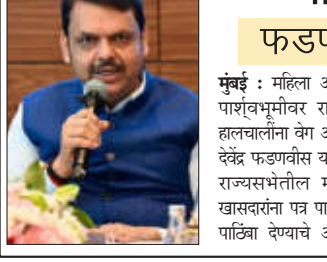 फडण
मुंबई : महिला अ
पार्श्वभूमीवर रा
हालचालींना वेग अ
देवेंद्र फडणवीस य
राज्यसभेतील म
खासदारांना पत्र पा
पाठिंबा देण्याचे अ